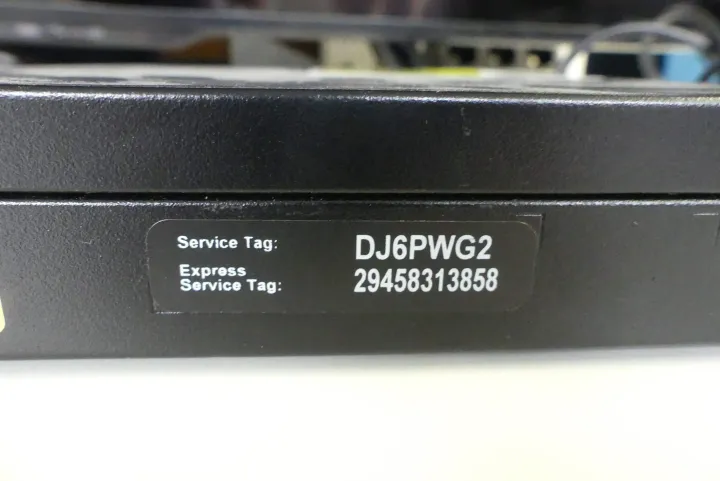 Service Tag: DJ6PWG2
Express
Service Tag: 29458313858